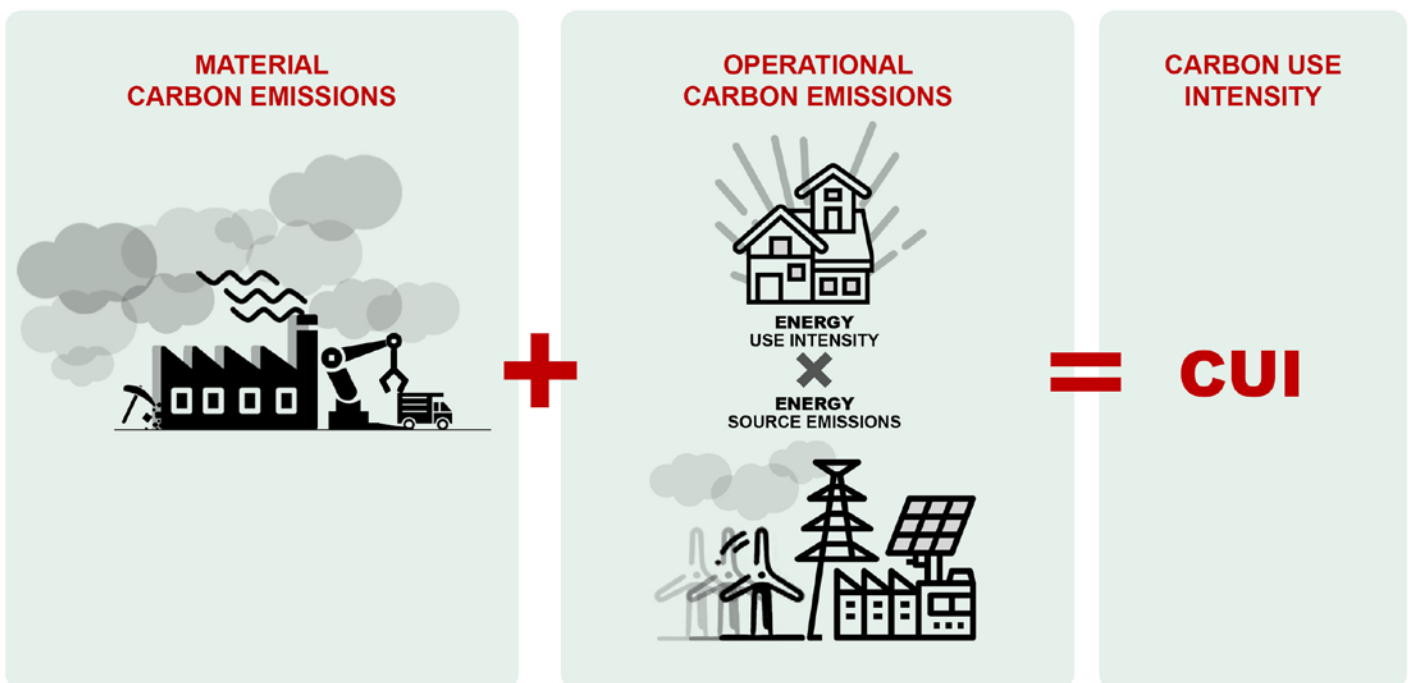 MATERIAL
CARBON EMISSIONS
+
OPERATIONAL
CARBON EMISSIONS
ENERGY
USE INTENSITY
×
ENERGY
SOURCE EMISSIONS
=
CARBON USE
INTENSITY
CUI